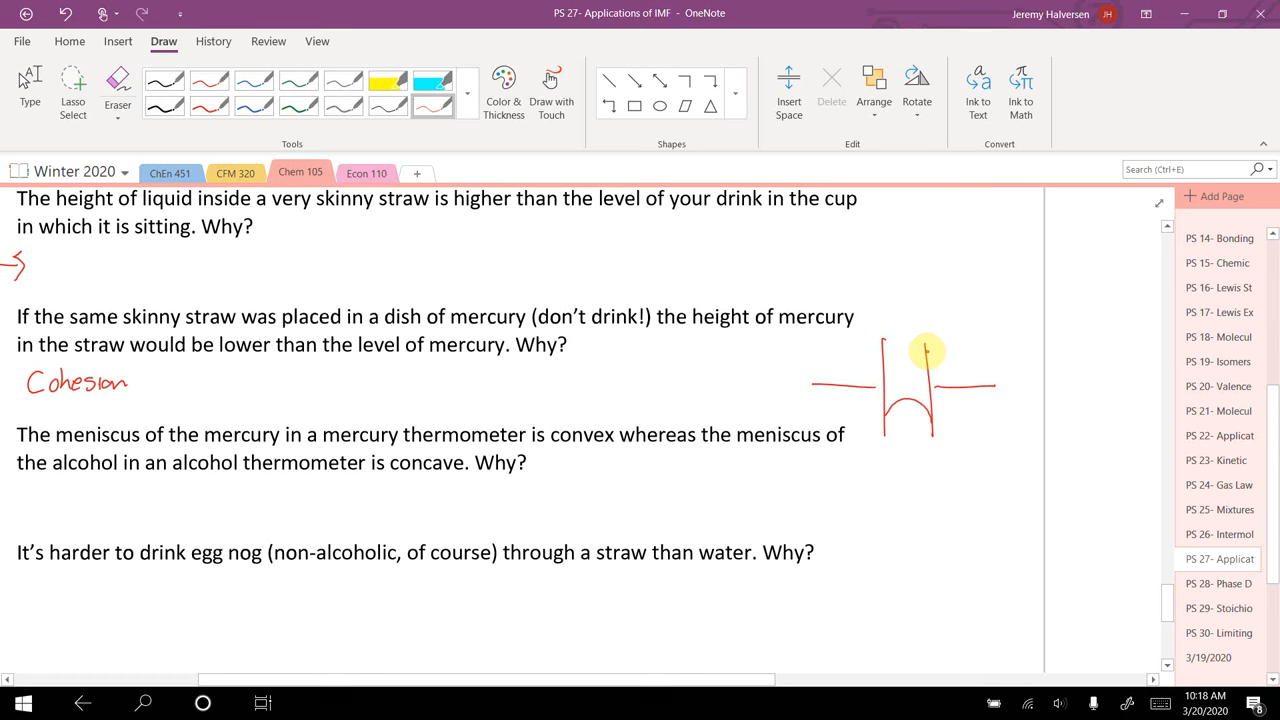 PS 27- Applications of IMF - OneNote
Jeremy Halversen
JH
File
Home
Insert
Draw
History
Review
View
Type
Lasso
Select
Eraser
Color &
Thickness
Draw with
Touch
Insert
Space
Delete
Arrange
Rotate
Ink to
Text
Ink to
Math
Tools
Shapes
Edit
Convert
Winter 2020
ChEn 451
CFM 320
Chem 105
Econ 110
Search (Ctrl+E)
The height of liquid inside a very skinny straw is higher than the level of your drink in the cup
in which it is sitting. Why?
If the same skinny straw was placed in a dish of mercury (don’t drink!) the height of mercury
in the straw would be lower than the level of mercury. Why?
Cohesion
The meniscus of the mercury in a mercury thermometer is convex whereas the meniscus of
the alcohol in an alcohol thermometer is concave. Why?
It’s harder to drink egg nog (non-alcoholic, of course) through a straw than water. Why?
Add Page
PS 14- Bonding
PS 15- Chemic
PS 16- Lewis St
PS 17- Lewis Ex
PS 18- Molecul
PS 19- Isomers
PS 20- Valence
PS 21- Molecul
PS 22- Applicat
PS 23- Kinetic
PS 24- Gas Law
PS 25- Mixtures
PS 26- Intermol
PS 27- Applicat
PS 28- Phase D
PS 29- Stoichio
PS 30- Limiting
3/19/2020
10:18 AM
3/20/2020
8